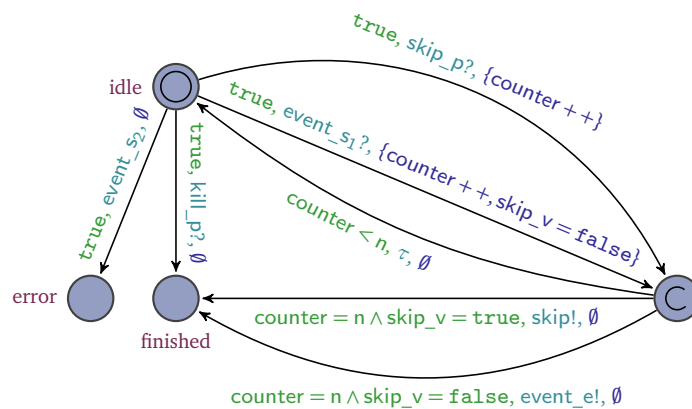 true, skip_p?, {counter++}
idle
true, event_s₁?, {counter++, skip_v = false}
true, event_s₂, ∅
true, kill_p?, ∅
counter < n, τ, ∅
error
C
counter = n ∧ skip_v = true, skip!, ∅
finished
counter = n ∧ skip_v = false, event_e!, ∅